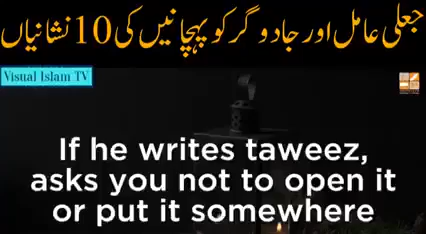 جعلی عامل اور جادوگر کو پہچانیں کی 10 نشانیاں
Visual Islam TV
If he writes taweez,
asks you not to open it
or put it somewhere